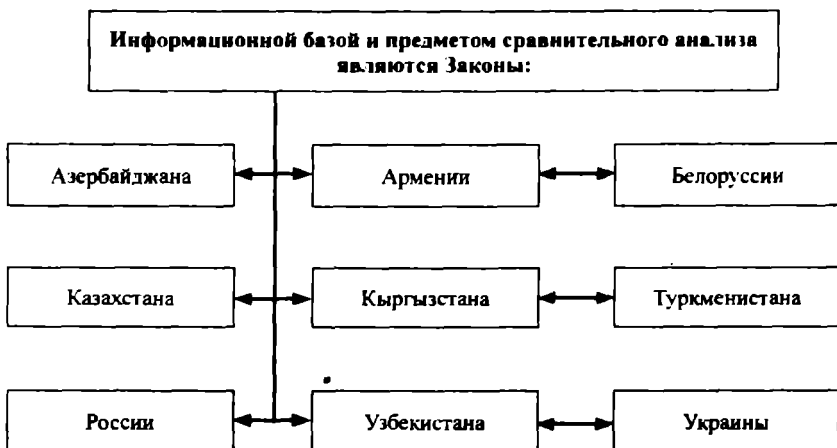 Информационной базой и предметом сравнительного анализа
являются Законы:
Азербайджана
Армении
Белоруссии
Казахстана
Кыргызстана
Туркменистана
России
Узбекистана
Украины